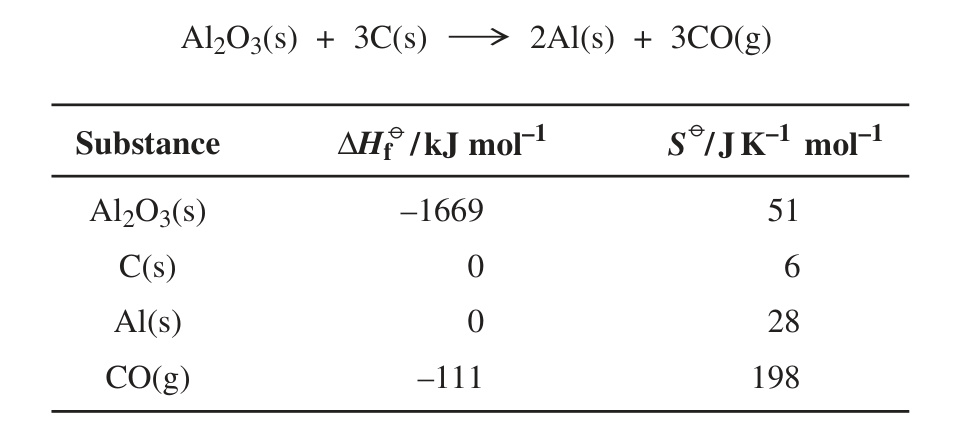 Al₂O₃(s) + 3C(s) ⟶ 2Al(s) + 3CO(g)
Substance ΔH_f^⦵ / kJ mol⁻¹ S^⦵ / J K⁻¹ mol⁻¹
Al₂O₃(s) –1669 51
C(s) 0 6
Al(s) 0 28
CO(g) –111 198